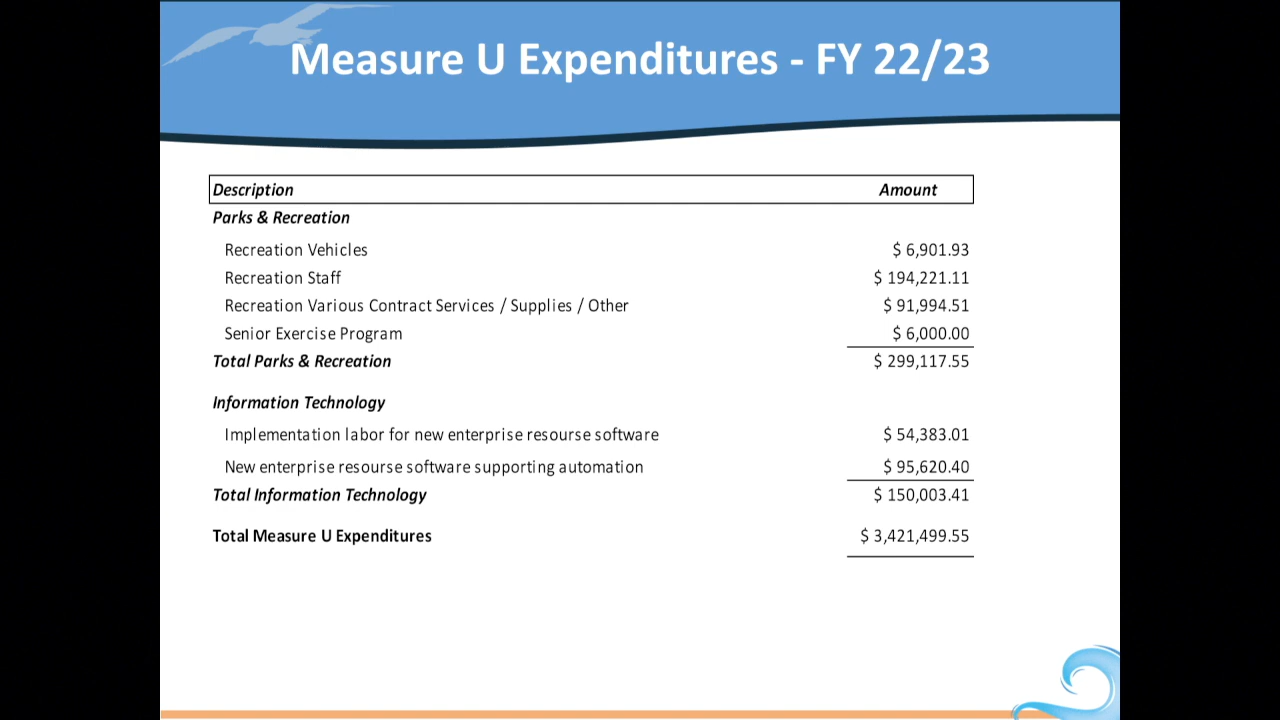 Measure U Expenditures - FY 22/23
Description Amount
Parks & Recreation
Recreation Vehicles $ 6,901.93
Recreation Staff $ 194,221.11
Recreation Various Contract Services / Supplies / Other $ 91,994.51
Senior Exercise Program $ 6,000.00
Total Parks & Recreation $ 299,117.55
Information Technology
Implementation labor for new enterprise resourse software $ 54,383.01
New enterprise resourse software supporting automation $ 95,620.40
Total Information Technology $ 150,003.41
Total Measure U Expenditures $ 3,421,499.55